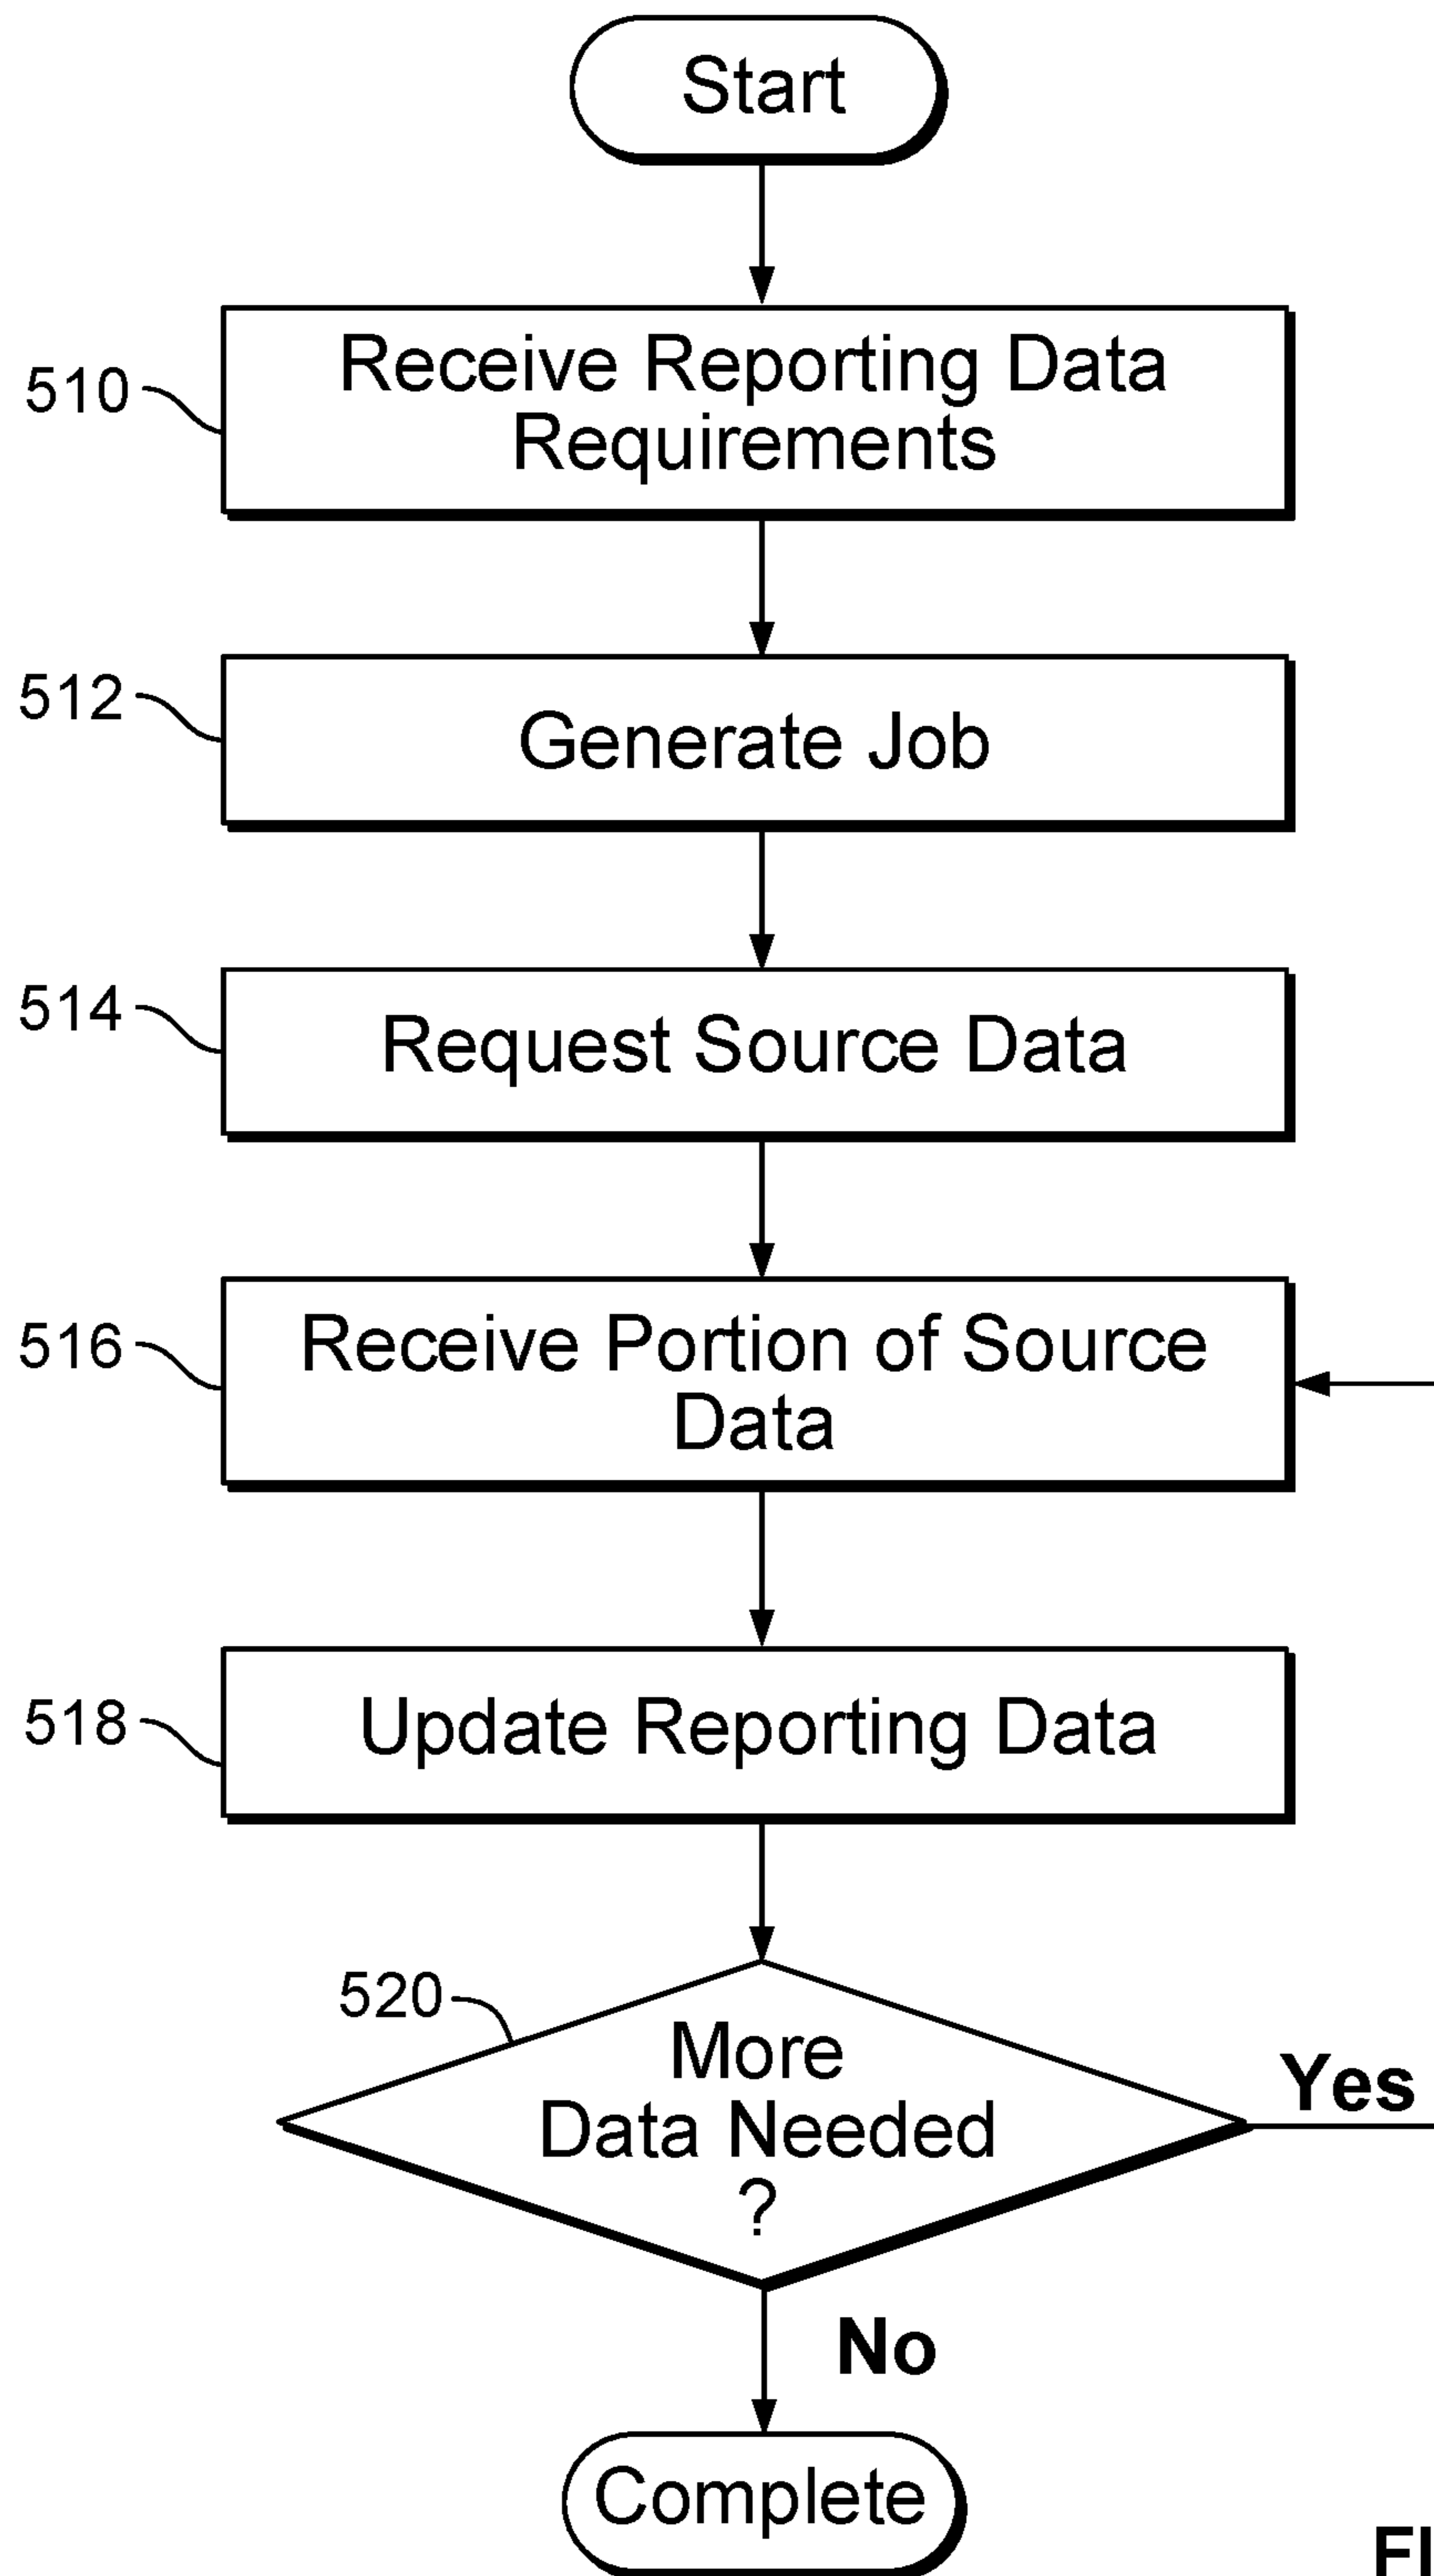 Start
510
Receive Reporting Data
Requirements
512
Generate Job
514
Request Source Data
516
Receive Portion of Source
Data
518
Update Reporting Data
520
More
Data Needed
?
Yes
No
Complete